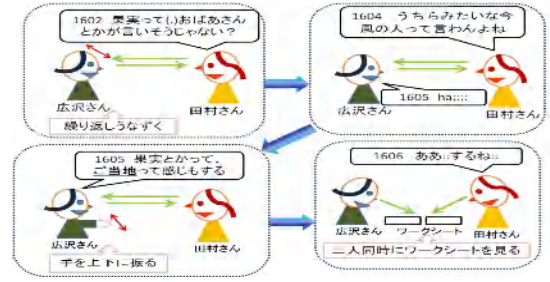 1602 果実って(.)おばあさん
とかが言いそうじゃない？
広沢さん
田村さん
繰り返しうなずく
1604 うちらみたいな今
風の人って言わんよね
1605 ha;;;;
広沢さん
田村さん
1605 果実とかって.
ご当地って感じもする
広沢さん
田村さん
手を上下に振る
1606 ああ::するね::
広沢さん
ワークシート
田村さん
二人同時にワークシートを見る